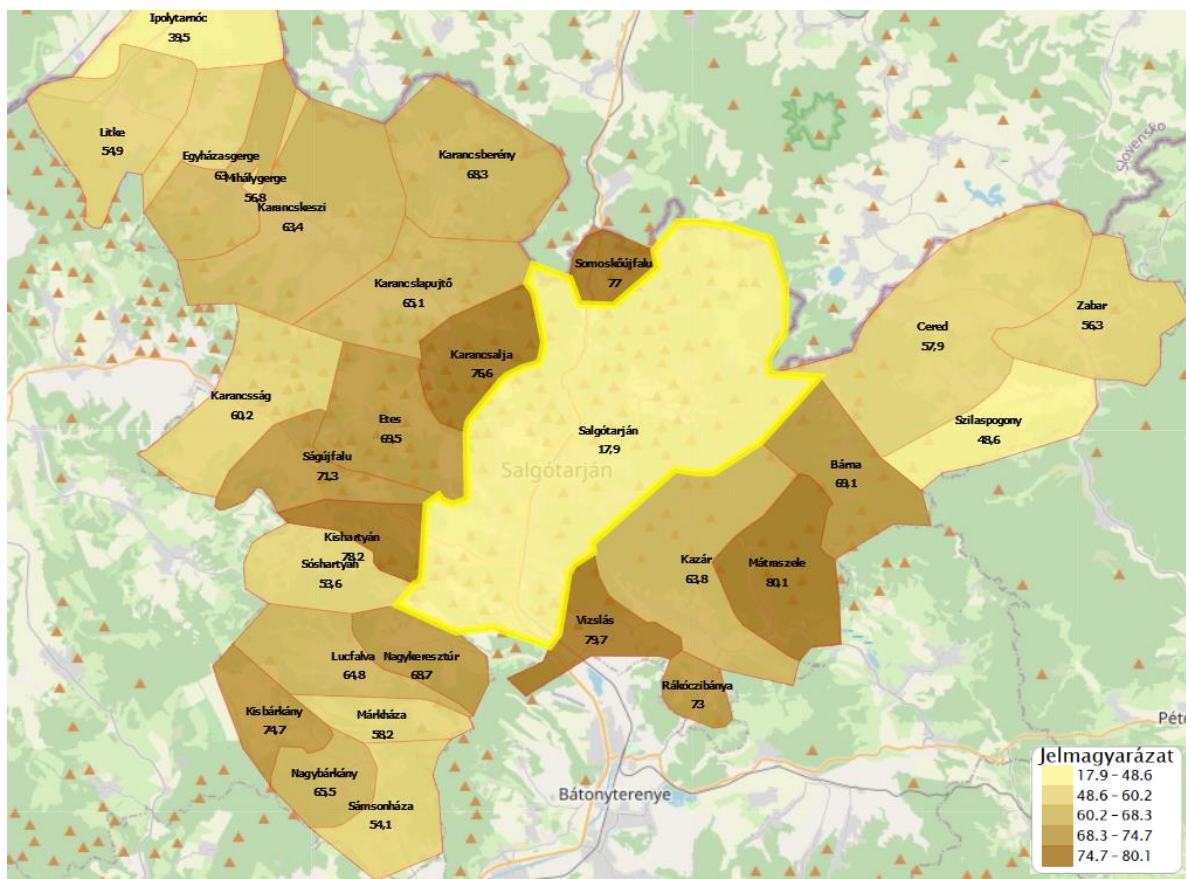 Ipolytarnóc
39,5
Litke
54,9
Egyházasgerge
63
Mihálygerge
56,8
Karancskeszi
63,4
Karancsberény
68,3
Slovensko
Somoskőújfalu
77
Karancslapujtő
65,1
Zabar
56,3
Cered
57,9
Karancsalja
76,6
Karancsság
60,2
Etes
69,5
Szilaspogony
48,6
Salgótarján
17,9
Salgótarján
Ságújfalu
71,3
Bárna
69,1
Kishartyán
78,2
Sóshartyán
53,6
Kazár
63,8
Mátraszele
80,1
Vizslás
79,7
Lucfalva
64,8
Nagykeresztúr
68,7
Rákóczibánya
73
Kisbárkány
74,7
Márkháza
58,2
Péte
Nagybárkány
65,5
Sámsonháza
54,1
Bátonyterenye
Jelmagyarázat
17.9 – 48.6
48.6 – 60.2
60.2 – 68.3
68.3 – 74.7
74.7 – 80.1